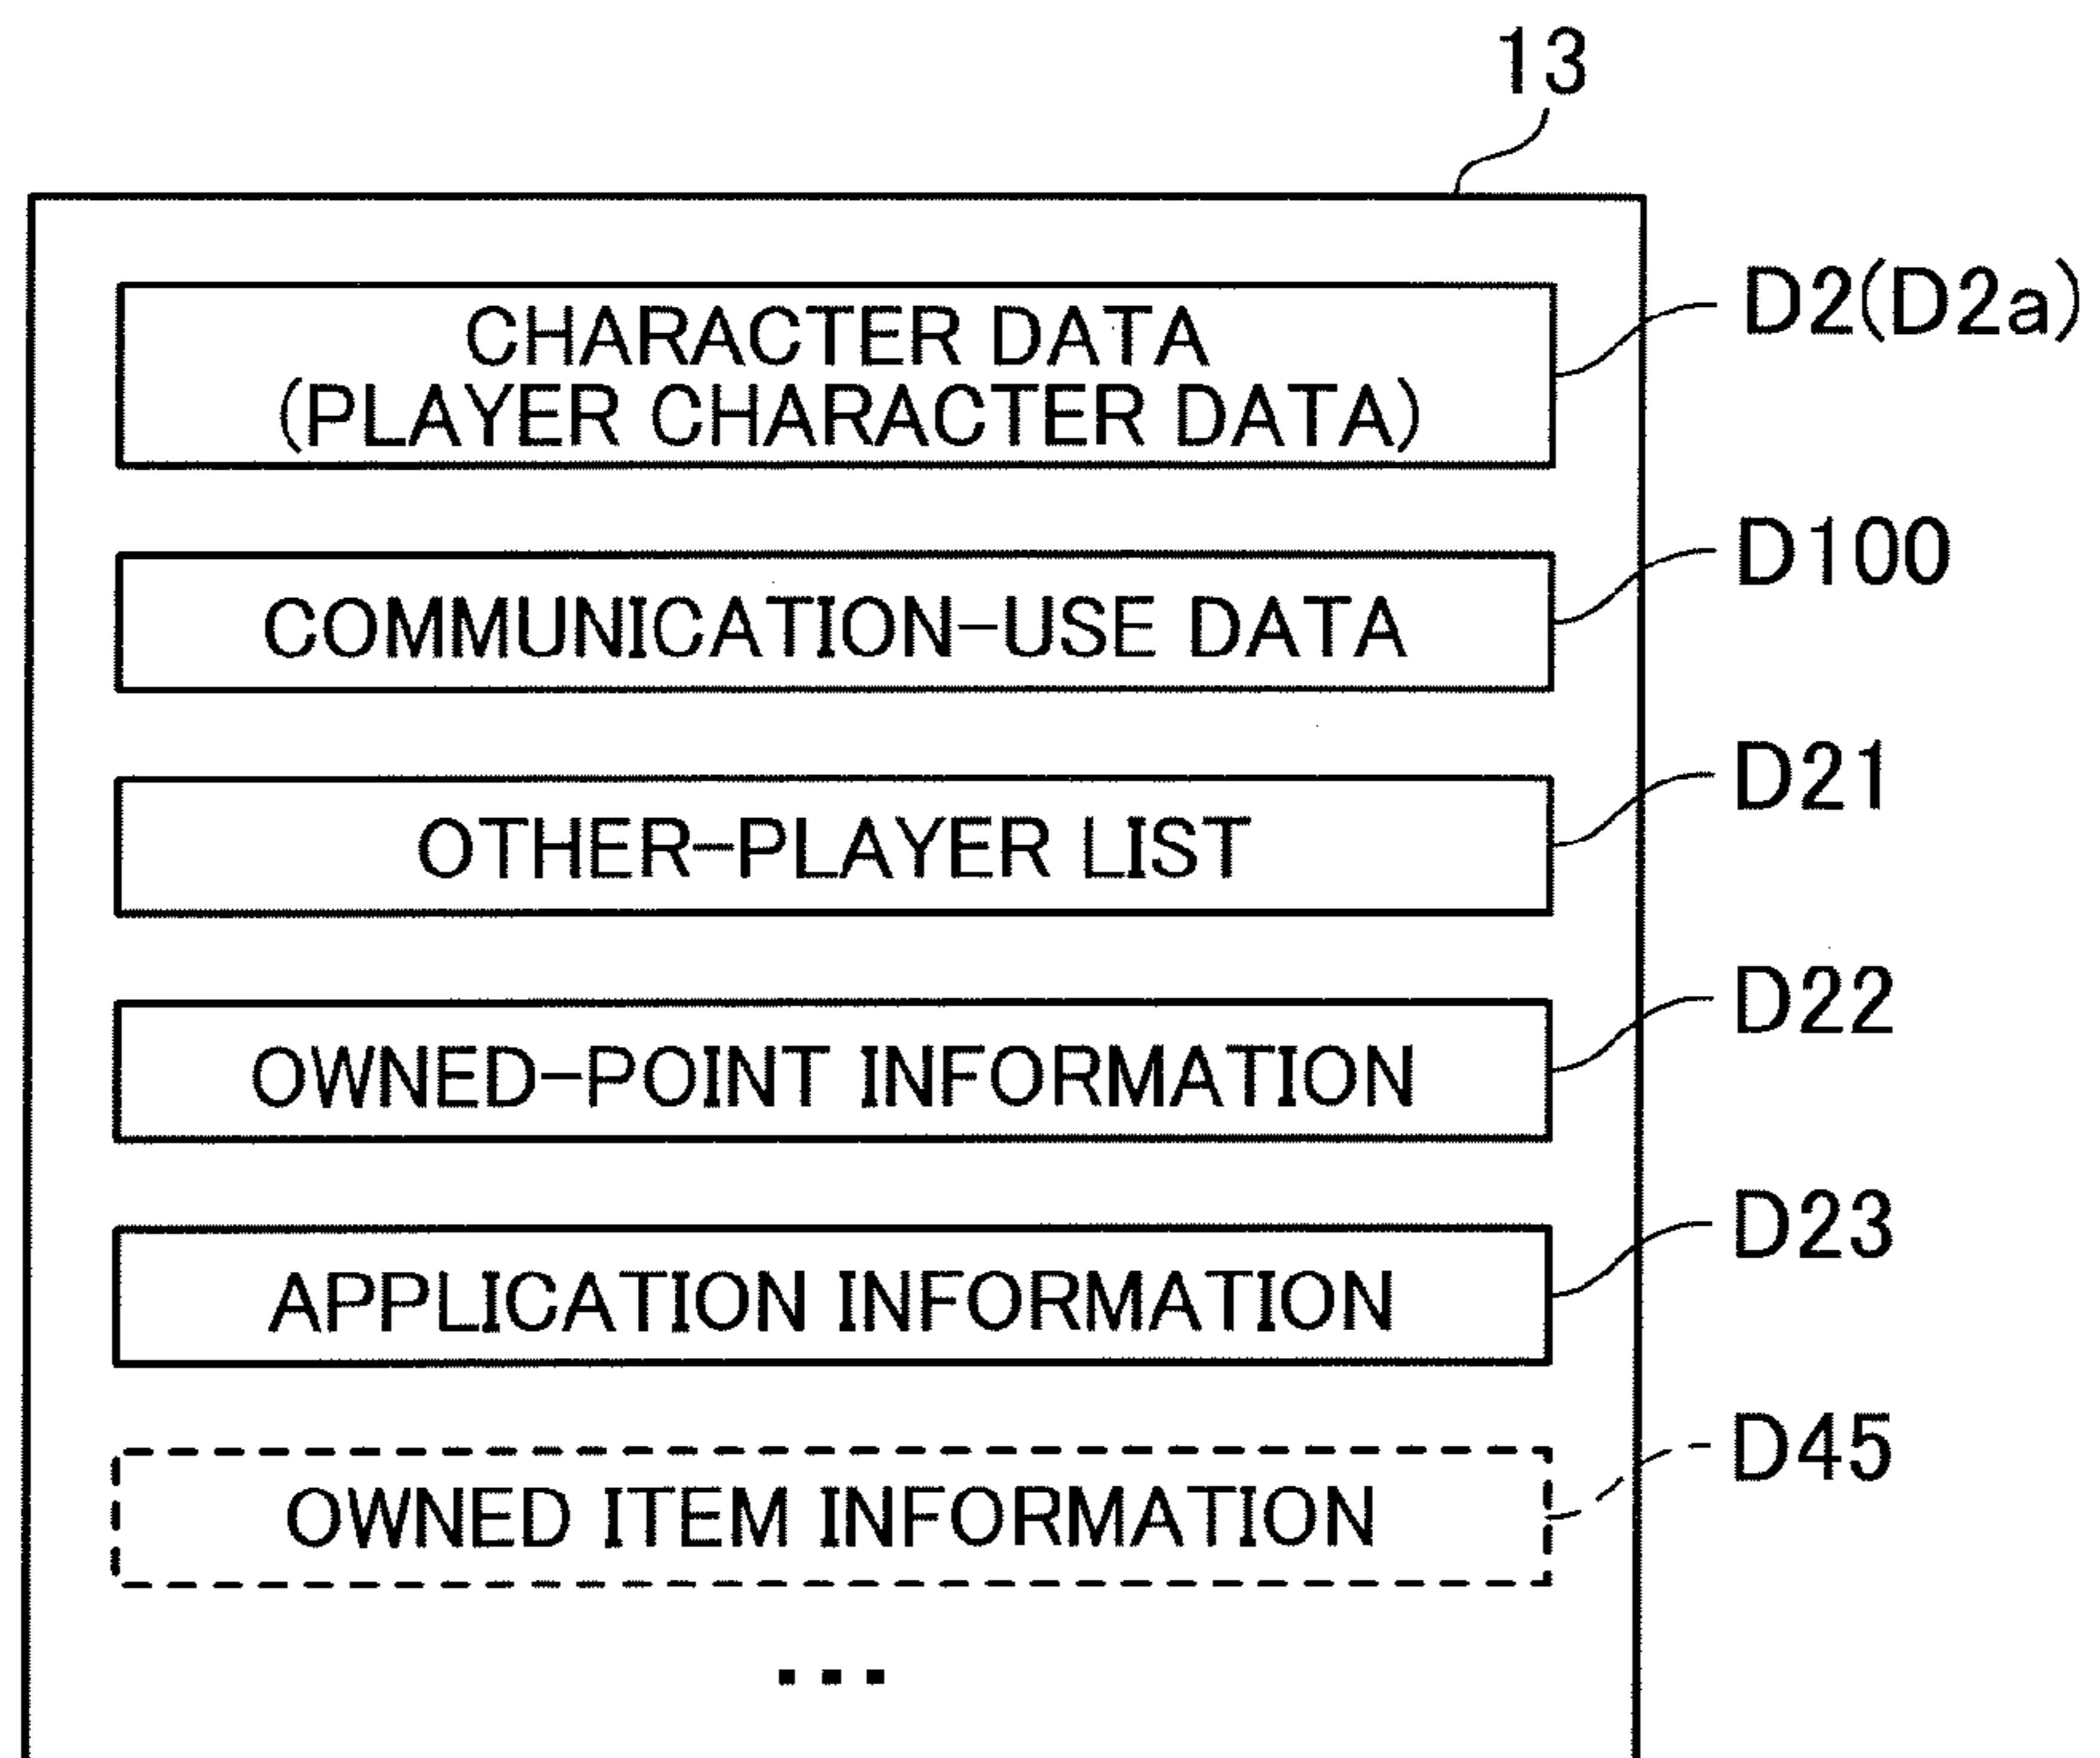 13
CHARACTER DATA
(PLAYER CHARACTER DATA)
D2(D2a)
COMMUNICATION-USE DATA
D100
OTHER-PLAYER LIST
D21
OWNED-POINT INFORMATION
D22
APPLICATION INFORMATION
D23
OWNED ITEM INFORMATION
D45
...